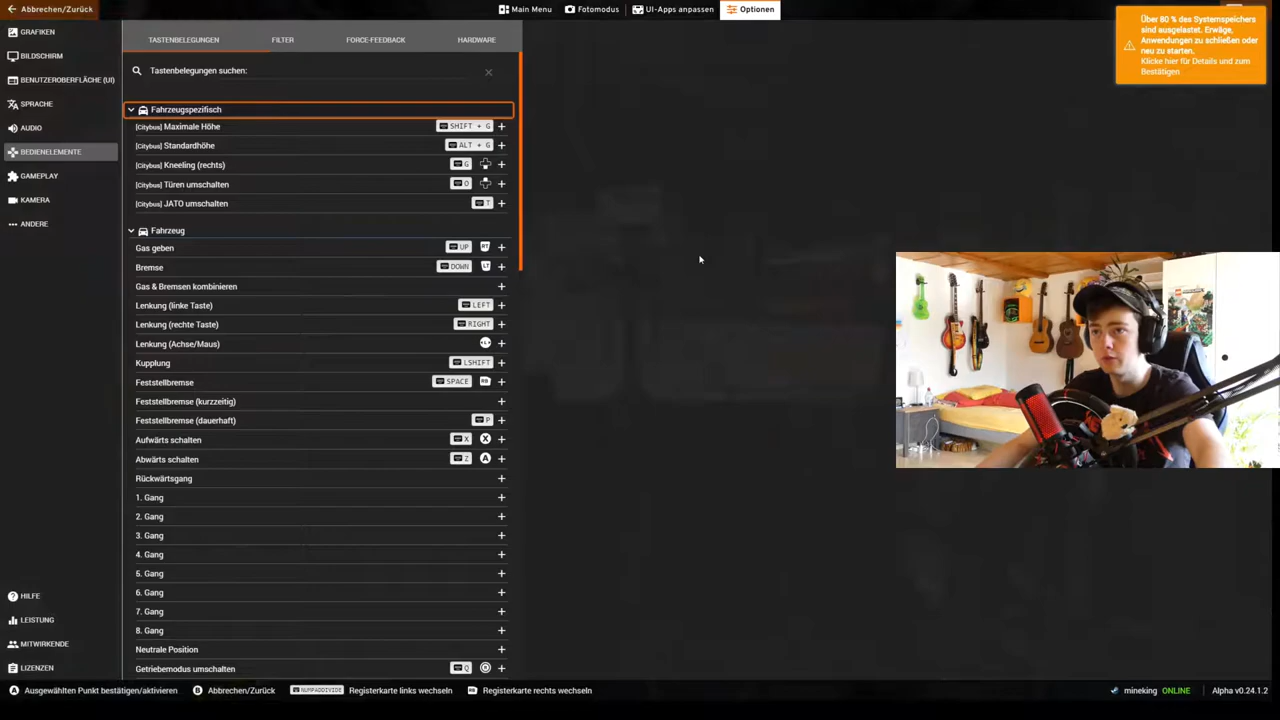 Abbrechen/Zurück
Main Menu
Fotomodus
UI-Apps anpassen
Optionen
Über 80 % des Systemspeichers
sind ausgelastet. Erwäge,
Anwendungen zu schließen oder
neu zu starten.
Klicke hier für Details und zum
Bestätigen
GRAFIKEN
BILDSCHIRM
BENUTZEROBERFLÄCHE (UI)
SPRACHE
AUDIO
BEDIENELEMENTE
GAMEPLAY
KAMERA
ANDERE
TASTENBELEGUNGEN
FILTER
FORCE-FEEDBACK
HARDWARE
Tastenbelegungen suchen:
Fahrzeugspezifisch
[Citybus] Maximale Höhe SHIFT + G
[Citybus] Standardhöhe ALT + G
[Citybus] Kneeling (rechts) G
[Citybus] Türen umschalten O
[Citybus] JATO umschalten T
Fahrzeug
Gas geben UP RT
Bremse DOWN LT
Gas & Bremsen kombinieren
Lenkung (linke Taste) LEFT
Lenkung (rechte Taste) RIGHT
Lenkung (Achse/Maus) L
Kupplung LSHIFT
Feststellbremse SPACE RB
Feststellbremse (kurzzeitig)
Feststellbremse (dauerhaft) P
Aufwärts schalten X X
Abwärts schalten Z A
Rückwärtsgang
1. Gang
2. Gang
3. Gang
4. Gang
5. Gang
6. Gang
7. Gang
8. Gang
Neutrale Position
Getriebemodus umschalten Q
HILFE
LEISTUNG
MITWIRKENDE
LIZENZEN
A Ausgewählten Punkt bestätigen/aktivieren
B Abbrechen/Zurück
NUMPADDIVIDE Registerkarte links wechseln
RB Registerkarte rechts wechseln
mineking ONLINE
Alpha v0.24.1.2